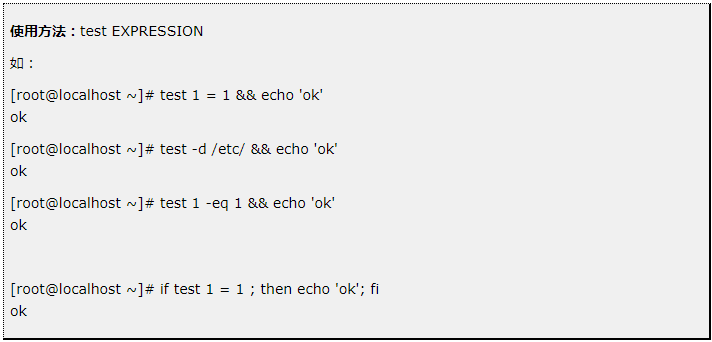 使用方法：test EXPRESSION
如：
[root@localhost ~]# test 1 = 1 && echo 'ok'
ok
[root@localhost ~]# test -d /etc/ && echo 'ok'
ok
[root@localhost ~]# test 1 -eq 1 && echo 'ok'
ok
[root@localhost ~]# if test 1 = 1 ; then echo 'ok'; fi
ok